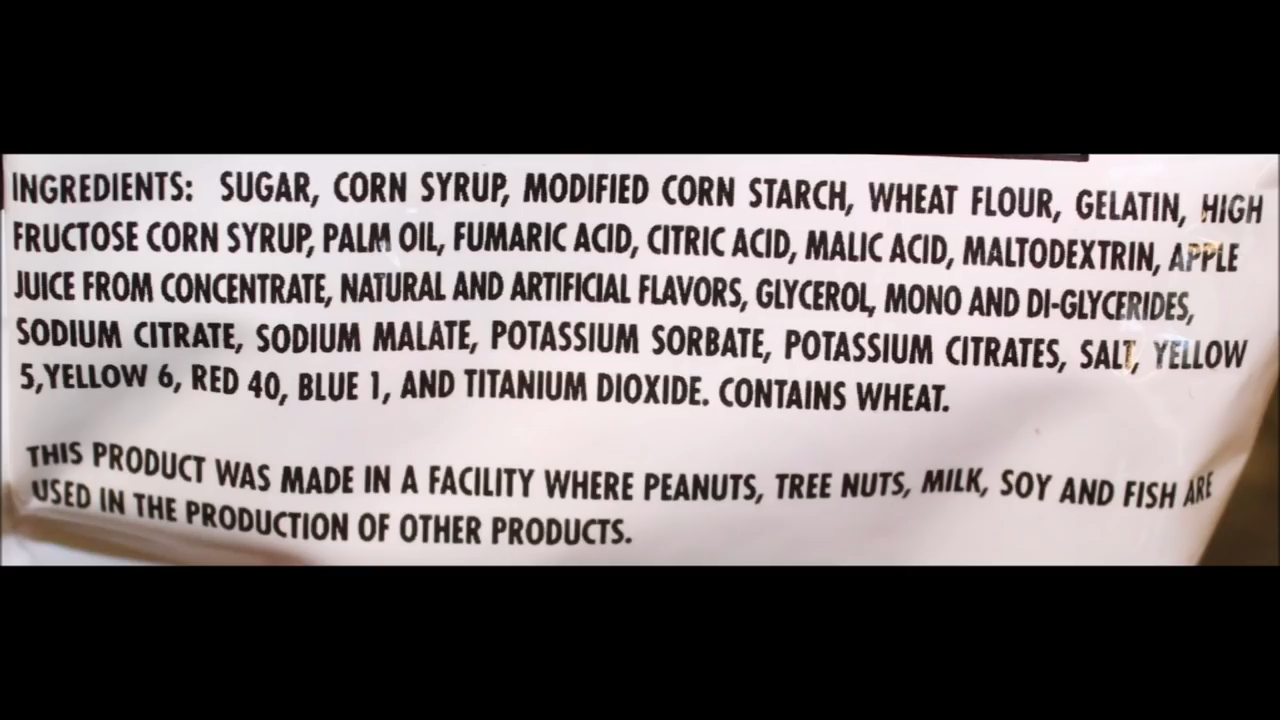 INGREDIENTS: SUGAR, CORN SYRUP, MODIFIED CORN STARCH, WHEAT FLOUR, GELATIN, HIGH
FRUCTOSE CORN SYRUP, PALM OIL, FUMARIC ACID, CITRIC ACID, MALIC ACID, MALTODEXTRIN, APPLE
JUICE FROM CONCENTRATE, NATURAL AND ARTIFICIAL FLAVORS, GLYCEROL, MONO AND DI-GLYCERIDES,
SODIUM CITRATE, SODIUM MALATE, POTASSIUM SORBATE, POTASSIUM CITRATES, SALT, YELLOW
5,YELLOW 6, RED 40, BLUE 1, AND TITANIUM DIOXIDE. CONTAINS WHEAT.
THIS PRODUCT WAS MADE IN A FACILITY WHERE PEANUTS, TREE NUTS, MILK, SOY AND FISH ARE
USED IN THE PRODUCTION OF OTHER PRODUCTS.